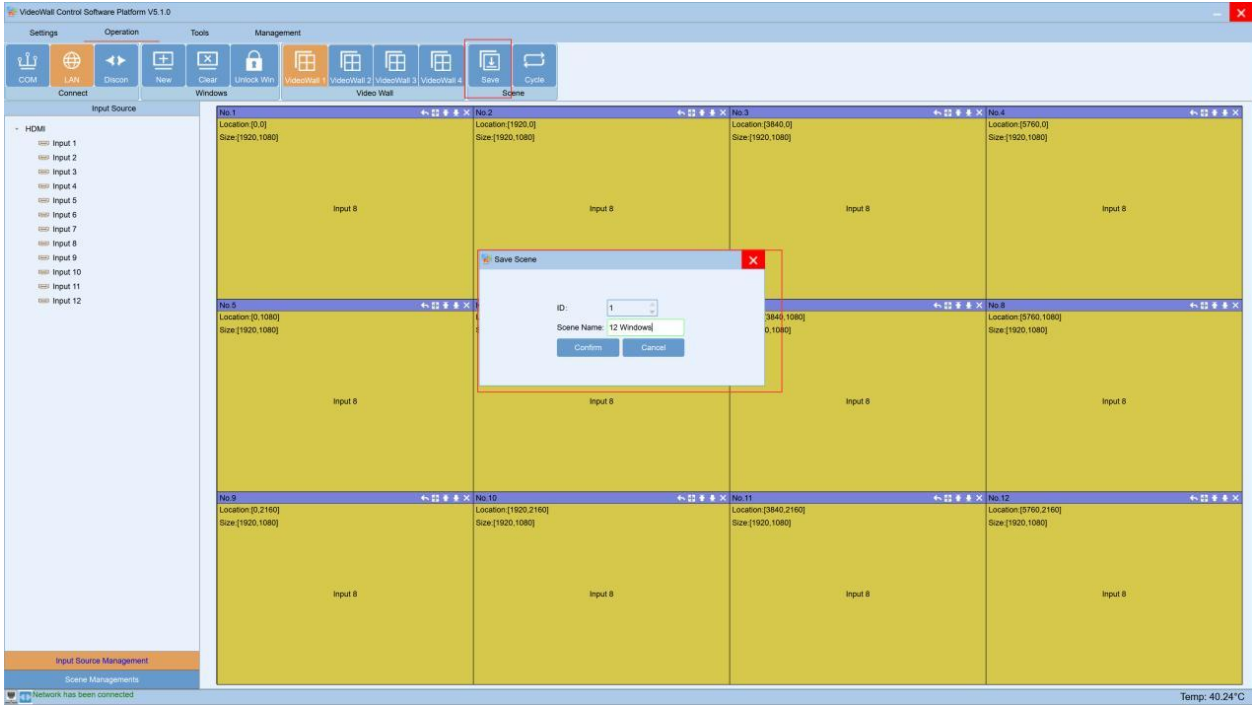 VideoWall Control Software Platform V5.1.0
Settings Operation Tools Management
COM LAN Discon New Clear Unlock Win VideoWall 1 VideoWall 2 VideoWall 3 VideoWall 4 Save Cycle
Connect Windows Video Wall Scene
Input Source
HDMI
Input 1
Input 2
Input 3
Input 4
Input 5
Input 6
Input 7
Input 8
Input 9
Input 10
Input 11
Input 12
Input Source Management
Scene Managements
No.1
Location:[0,0]
Size:[1920,1080]
Input 8
No.2
Location:[1920,0]
Size:[1920,1080]
Input 8
No.3
Location:[3840,0]
Size:[1920,1080]
Input 8
No.4
Location:[5760,0]
Size:[1920,1080]
Input 8
Save Scene
ID: 1
Scene Name: 12 Windows
Confirm Cancel
No.5
Location:[0,1080]
Size:[1920,1080]
Input 8
Input 8
3840,1080]
0,1080]
Input 8
No.8
Location:[5760,1080]
Size:[1920,1080]
Input 8
No.9
Location:[0,2160]
Size:[1920,1080]
Input 8
No.10
Location:[1920,2160]
Size:[1920,1080]
Input 8
No.11
Location:[3840,2160]
Size:[1920,1080]
Input 8
No.12
Location:[5760,2160]
Size:[1920,1080]
Input 8
Network has been connected
Temp: 40.24°C